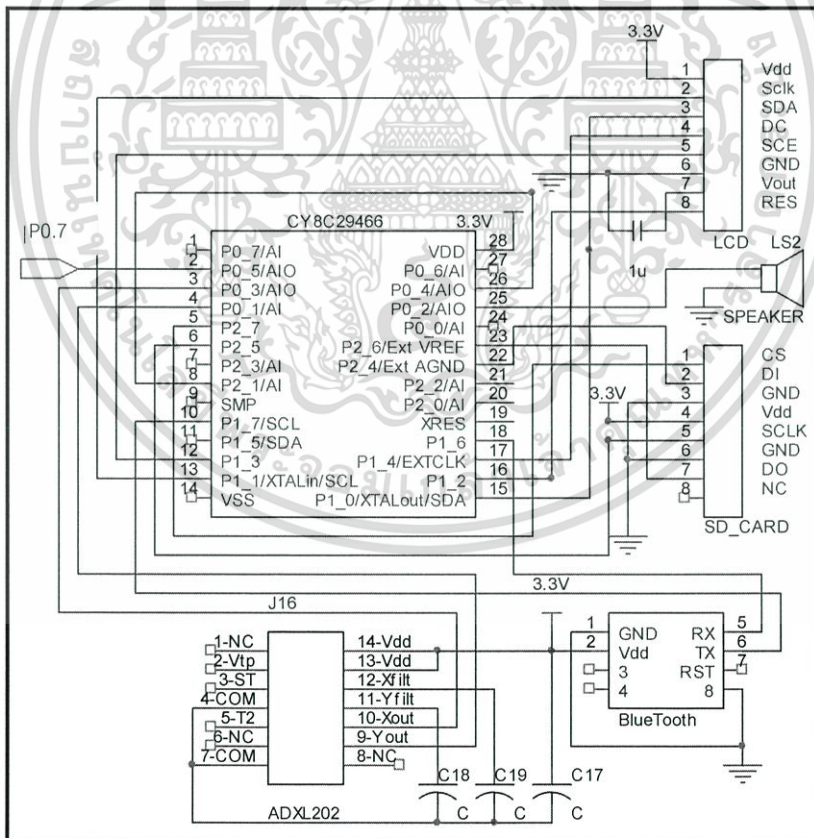 3.3V
1 Vdd
2 Sclk
3 SDA
4 DC
5 SCE
6 GND
7 Vout
8 RES
LCD
1u
LS2
SPEAKER
IP0.7
CY8C29466
3.3V
1 P0_7/AI
2 P0_5/AIO
3 P0_3/AIO
4 P0_1/AI
5 P2_7
6 P2_5
7 P2_3/AI
8 P2_1/AI
9 SMP
10 P1_7/SCL
11 P1_5/SDA
12 P1_3
13 P1_1/XTALin/SCL
14 VSS
VDD 28
P0_6/AI 27
P0_4/AIO 26
P0_2/AIO 25
P0_0/AI 24
P2_6/Ext VREF 23
P2_4/Ext AGND 22
P2_2/AI 21
P2_0/AI 20
XRES 19
P1_6 18
P1_4/EXTCLK 17
P1_2 16
P1_0/XTALout/SDA 15
1 CS
2 DI
3 GND
4 Vdd
5 SCLK
6 GND
7 DO
8 NC
SD_CARD
3.3V
J16
1-NC
2-Vtp
3-ST
4-COM
5-T2
6-NC
7-COM
14-Vdd
13-Vdd
12-Xfilt
11-Yfilt
10-Xout
9-Yout
8-NC
ADXL202
C18
C
C19
C
C17
C
1 GND
2 Vdd
3
4
RX 5
TX 6
RST 7
8
BlueTooth